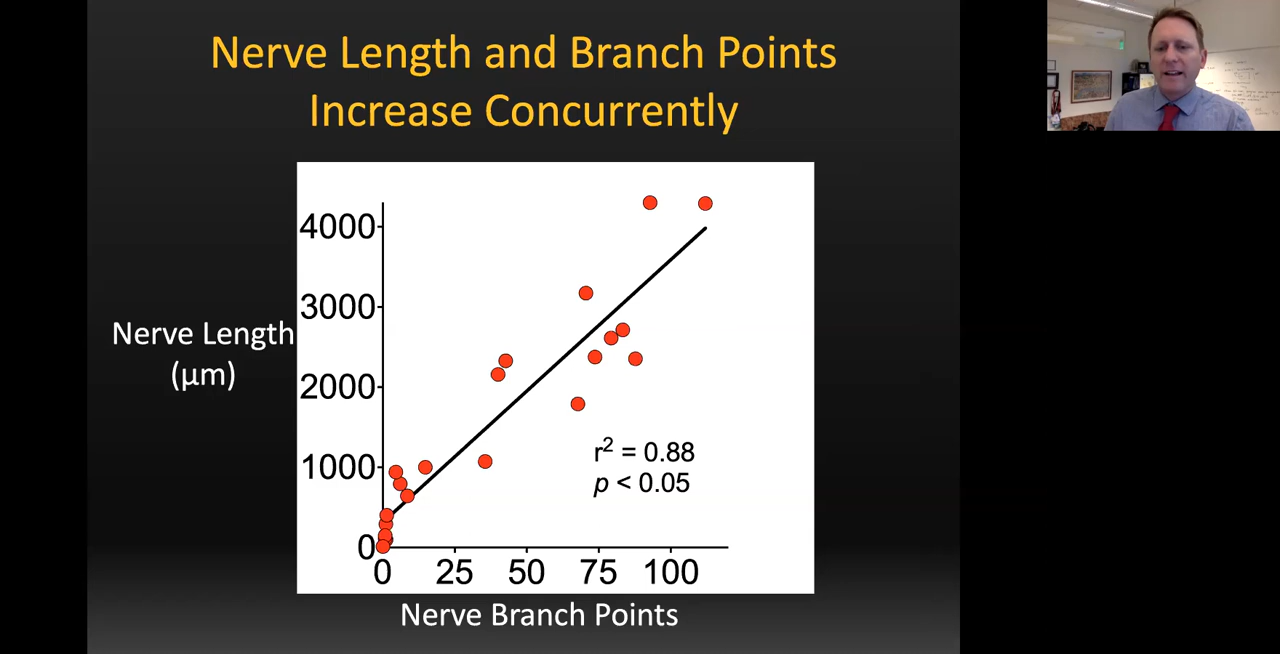 Nerve Length and Branch Points
Increase Concurrently
4000
3000
Nerve Length
(µm)
2000
r² = 0.88
1000
p < 0.05
0
0 25 50 75 100
Nerve Branch Points